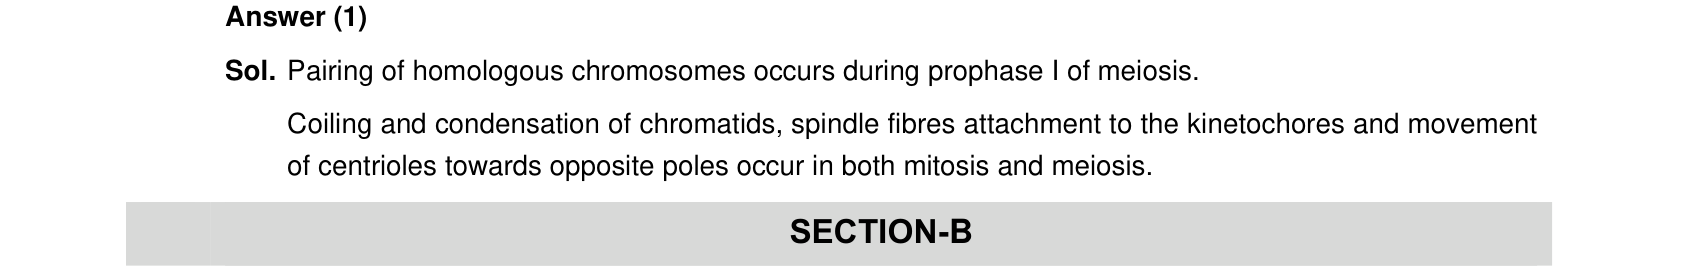 Answer (1)
Sol. Pairing of homologous chromosomes occurs during prophase I of meiosis.
Coiling and condensation of chromatids, spindle fibres attachment to the kinetochores and movement
of centrioles towards opposite poles occur in both mitosis and meiosis.
SECTION-B